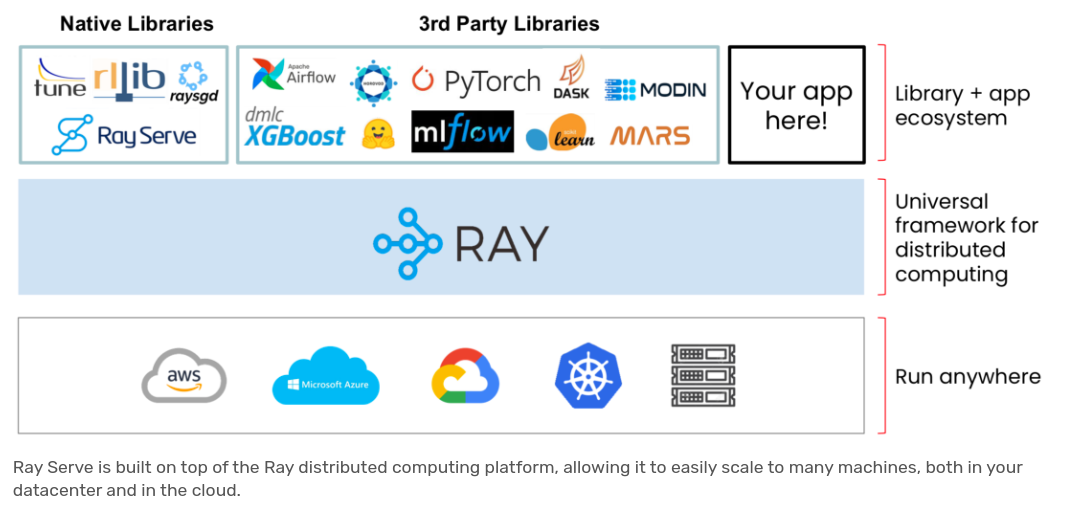 Native Libraries
3rd Party Libraries
tune
rllib
raysgd
Ray Serve
Apache
Airflow
HOROVOD
PyTorch
DASK
MODIN
dmlc
XGBoost
mlflow
learn
MARS
Your app
here!
Library + app
ecosystem
RAY
Universal
framework for
distributed
computing
aws
Microsoft Azure
Run anywhere
Ray Serve is built on top of the Ray distributed computing platform, allowing it to easily scale to many machines, both in your
datacenter and in the cloud.